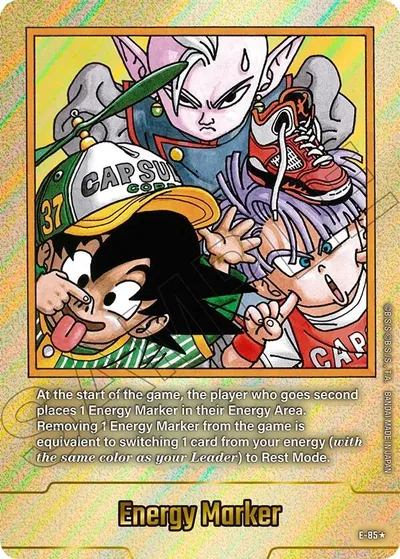 CAPSU
CORP
37
CAP
At the start of the game, the player who goes second
places 1 Energy Marker in their Energy Area.
Removing 1 Energy Marker from the game is
equivalent to switching 1 card from your energy (with
the same color as your Leader) to Rest Mode.
©B.S./S., ©B.S./S., T.A. BANDAI MADE IN JAPAN
Energy Marker
E-85★
SAMPLE